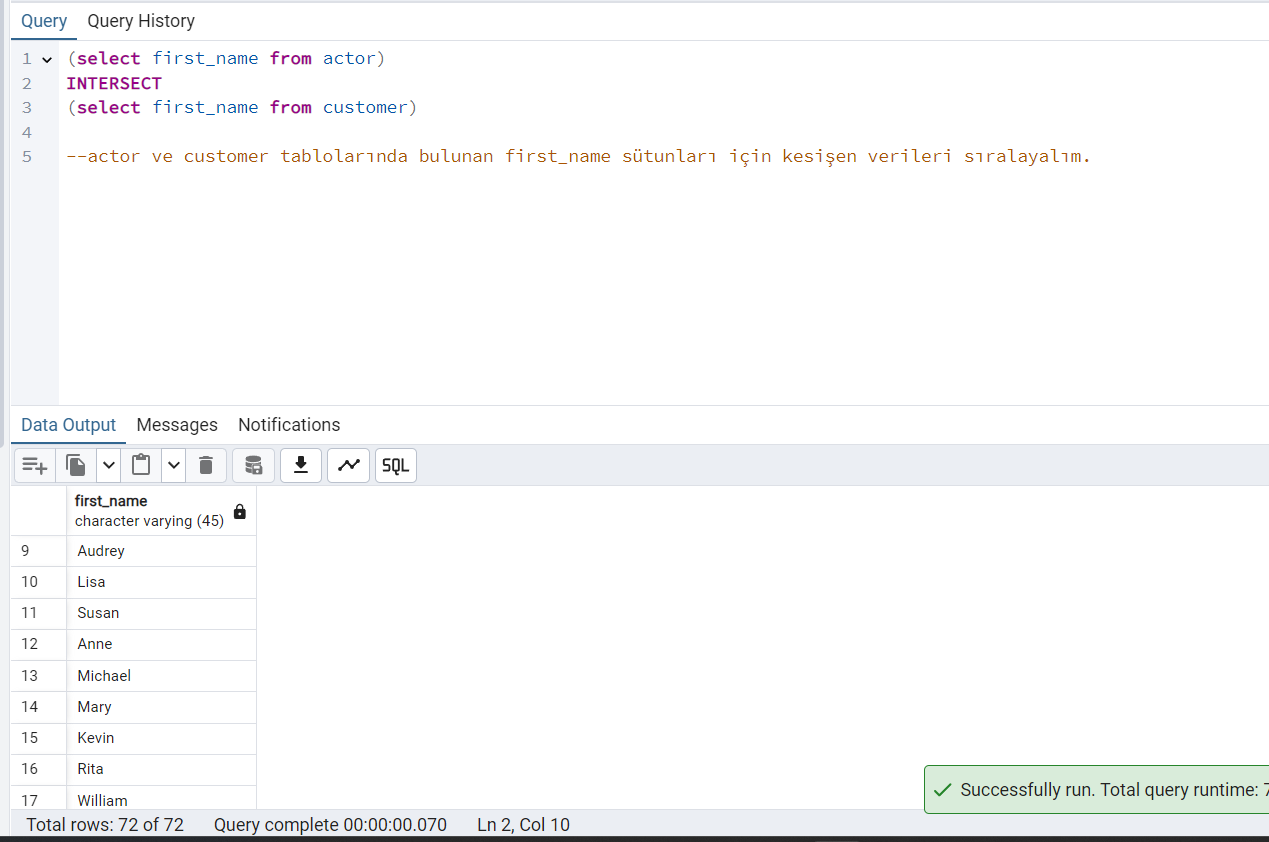 Query Query History
1 (select first_name from actor)
2 INTERSECT
3 (select first_name from customer)
4
5 --actor ve customer tablolarında bulunan first_name sütunları için kesişen verileri sıralayalım.
Data Output Messages Notifications
SQL
first_name
character varying (45)
9 Audrey
10 Lisa
11 Susan
12 Anne
13 Michael
14 Mary
15 Kevin
16 Rita
17 William
Successfully run. Total query runtime: 7
Total rows: 72 of 72 Query complete 00:00:00.070 Ln 2, Col 10